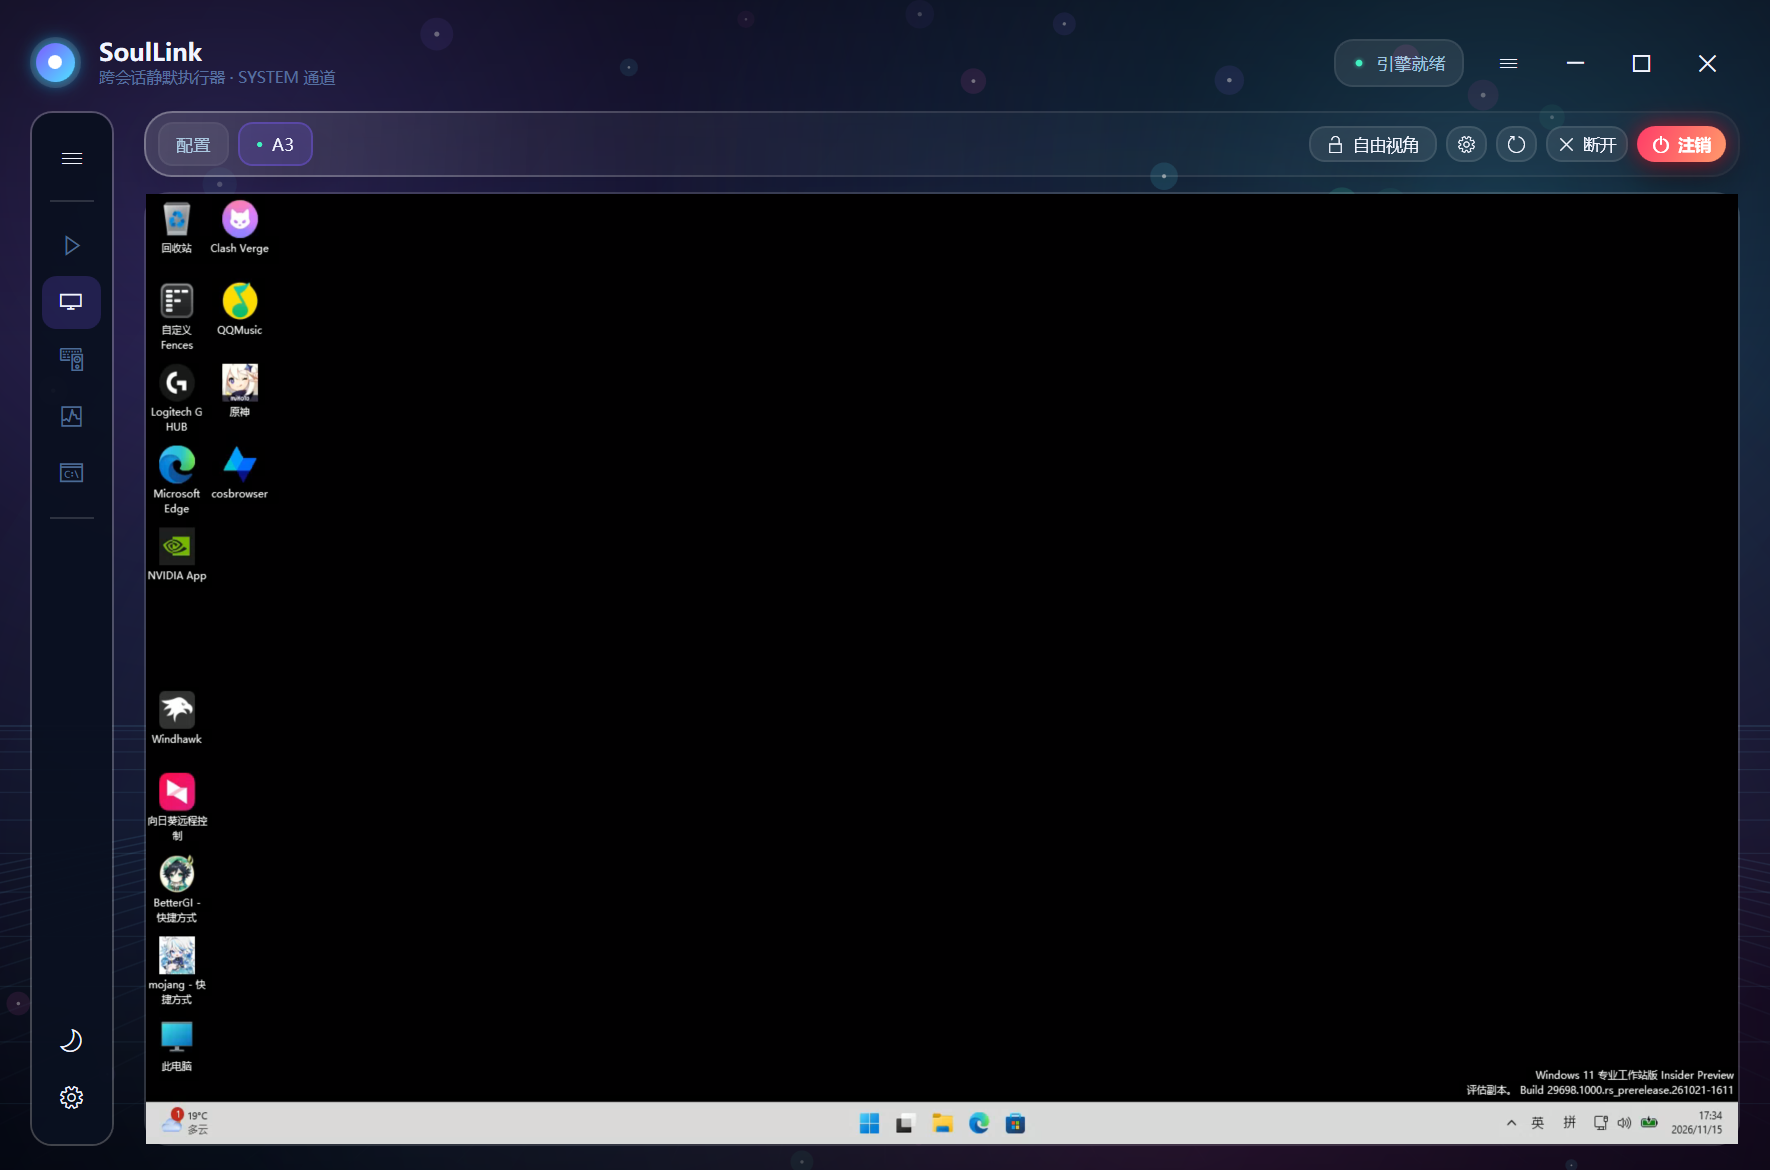 SoulLink
跨会话静默执行器 · SYSTEM 通道
引擎就绪
配置
A3
自由视角
断开
注销
回收站
Clash Verge
自定义
Fences
QQMusic
Logitech G
HUB
原神
Microsoft
Edge
cosbrowser
NVIDIA App
Windhawk
向日葵远程控
制
BetterGI -
快捷方式
mojang - 快
捷方式
此电脑
Windows 11 专业工作站版 Insider Preview
评估副本。 Build 29698.1000.rs_prerelease.261021-1611
1
19°C
多云
英
拼
17:34
2026/11/15